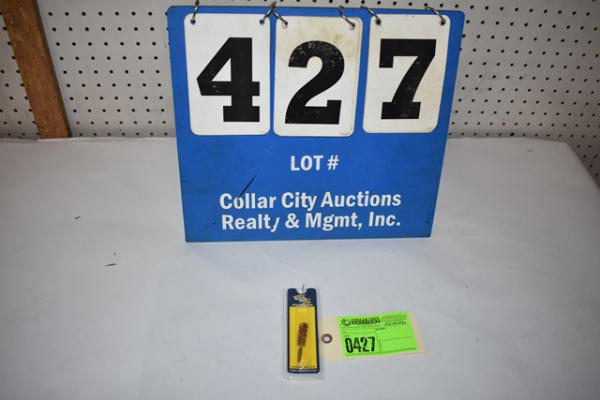 427
LOT #
Collar City Auctions
Realty & Mgmt, Inc.
0427